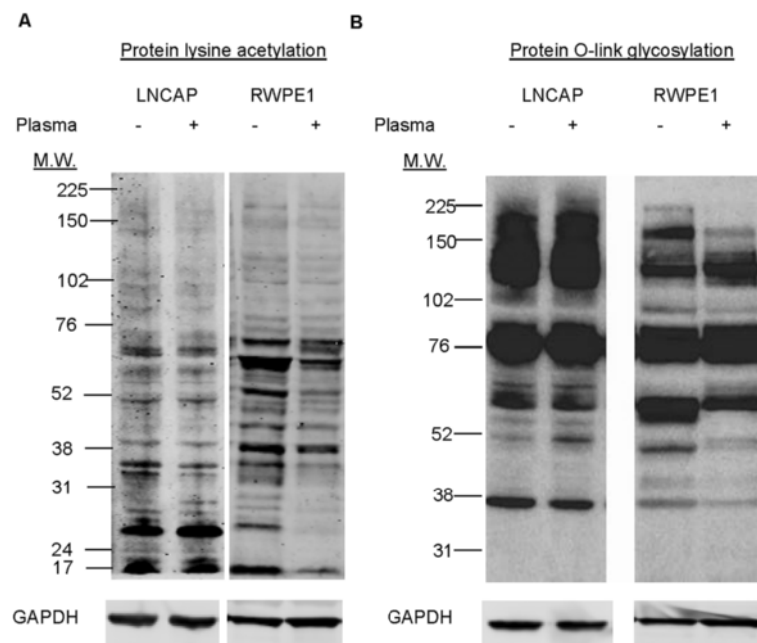 A
Protein lysine acetylation
LNCAP RWPE1
Plasma - + - +
M.W.
225
150
102
76
52
38
31
24
17
GAPDH
B
Protein O-link glycosylation
LNCAP RWPE1
Plasma - + - +
M.W.
225
150
102
76
52
38
31
GAPDH